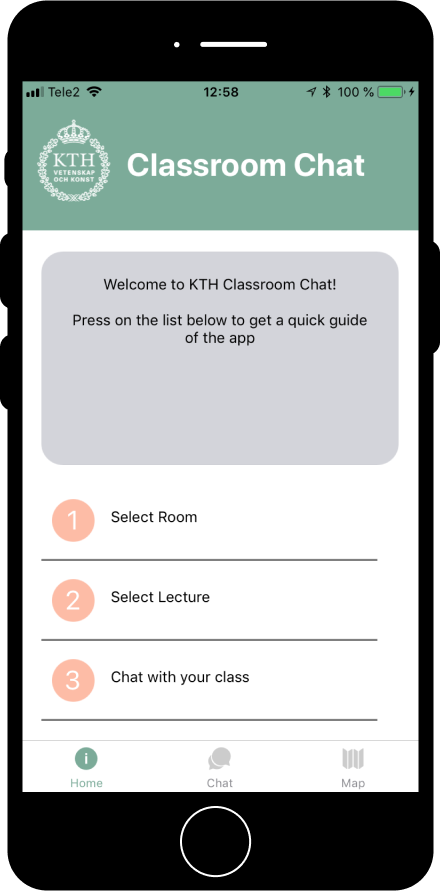 Tele2 12:58 100 %
KTH
VETENSKAP
OCH KONST
Classroom Chat
Welcome to KTH Classroom Chat!
Press on the list below to get a quick guide
of the app
1 Select Room
2 Select Lecture
3 Chat with your class
Home Chat Map